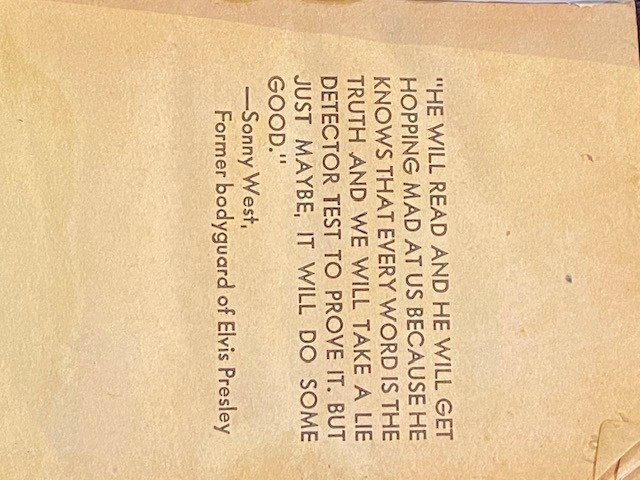 "HE WILL READ AND HE WILL GET
HOPPING MAD AT US BECAUSE HE
KNOWS THAT EVERY WORD IS THE
TRUTH AND WE WILL TAKE A LIE
DETECTOR TEST TO PROVE IT. BUT
JUST MAYBE, IT WILL DO SOME
GOOD."
—Sonny West,
Former bodyguard of Elvis Presley